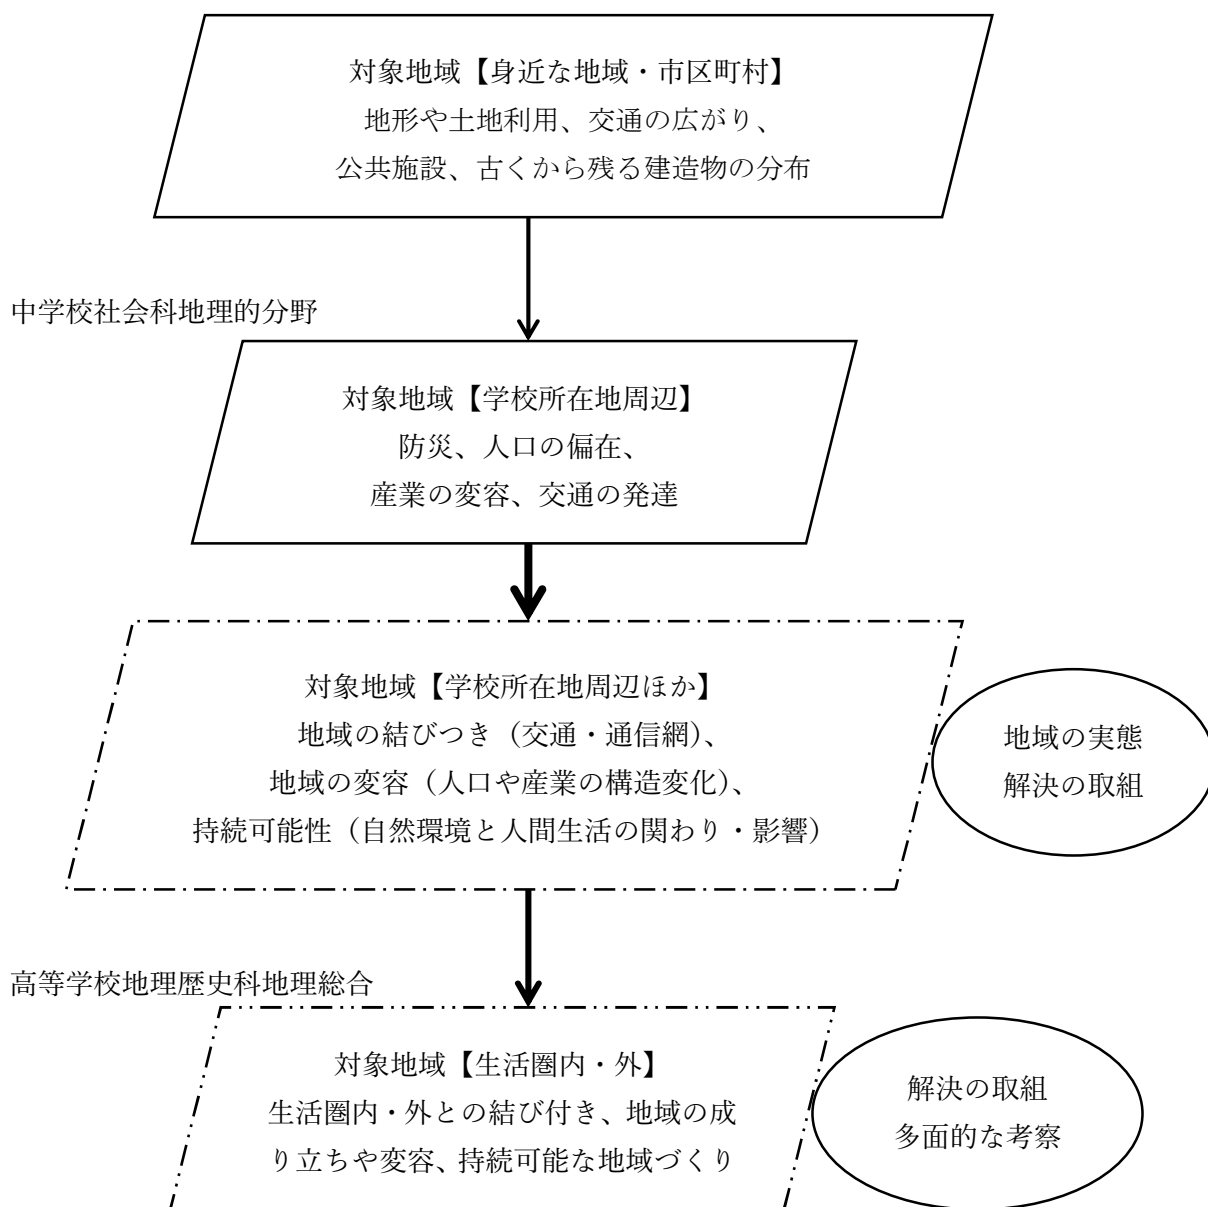 対象地域【身近な地域・市区町村】
地形や土地利用、交通の広がり、
公共施設、古くから残る建造物の分布
中学校社会科地理的分野
対象地域【学校所在地周辺】
防災、人口の偏在、
産業の変容、交通の発達
対象地域【学校所在地周辺ほか】
地域の結びつき（交通・通信網）、
地域の変容（人口や産業の構造変化）、
持続可能性（自然環境と人間生活の関わり・影響）
地域の実態
解決の取組
高等学校地理歴史科地理総合
対象地域【生活圏内・外】
生活圏内・外との結び付き、地域の成
り立ちや変容、持続可能な地域づくり
解決の取組
多面的な考察